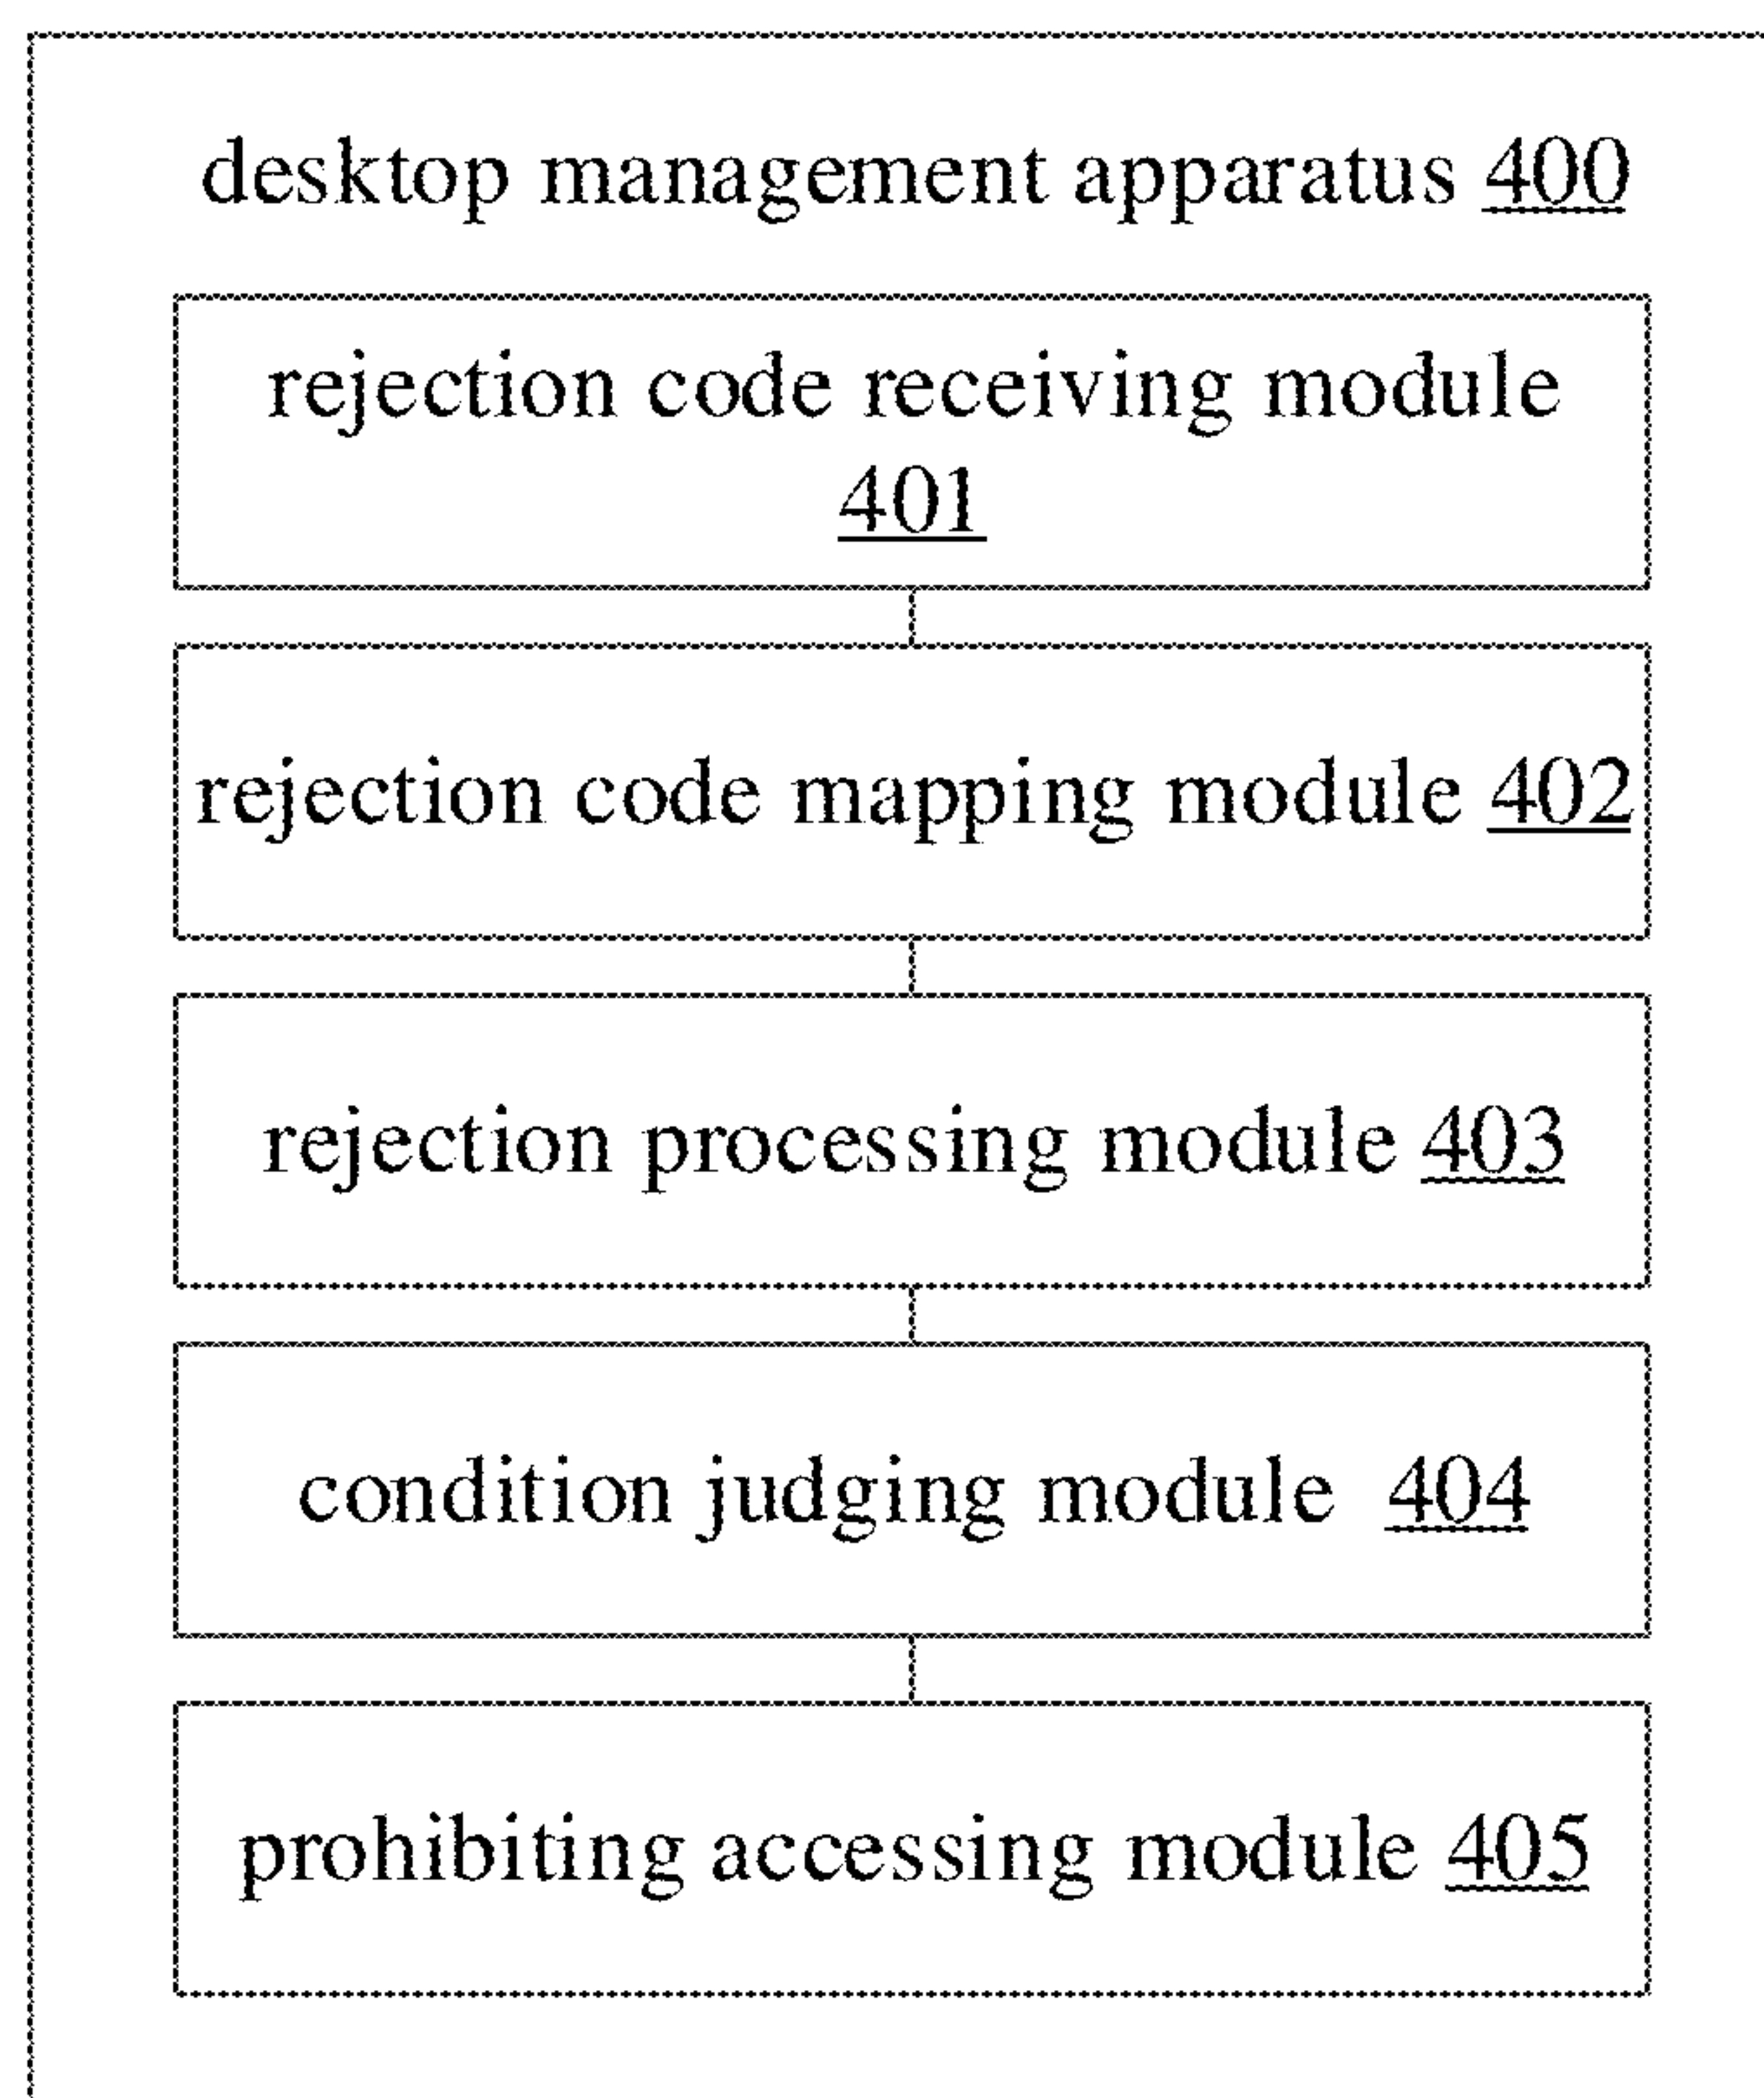 desktop management apparatus 400
rejection code receiving module
401
rejection code mapping module 402
rejection processing module 403
condition judging module 404
prohibiting accessing module 405